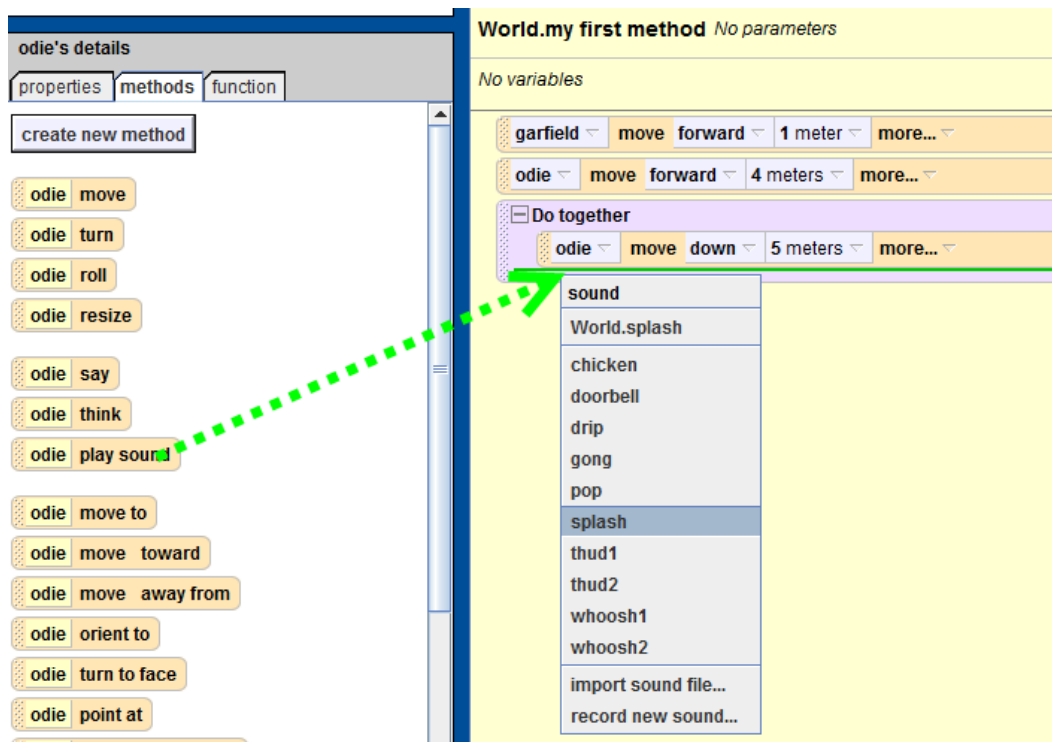 odie's details
properties methods function
create new method
odie move
odie turn
odie roll
odie resize
odie say
odie think
odie play sound
odie move to
odie move toward
odie move away from
odie orient to
odie turn to face
odie point at
World.my first method No parameters
No variables
garfield move forward 1 meter more...
odie move forward 4 meters more...
Do together
odie move down 5 meters more...
sound
World.splash
chicken
doorbell
drip
gong
pop
splash
thud1
thud2
whoosh1
whoosh2
import sound file...
record new sound...